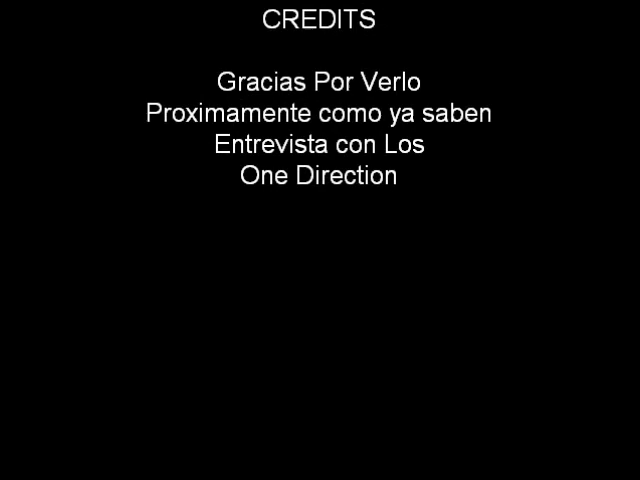 CREDITS
Gracias Por Verlo
Proximamente como ya saben
Entrevista con Los
One Direction